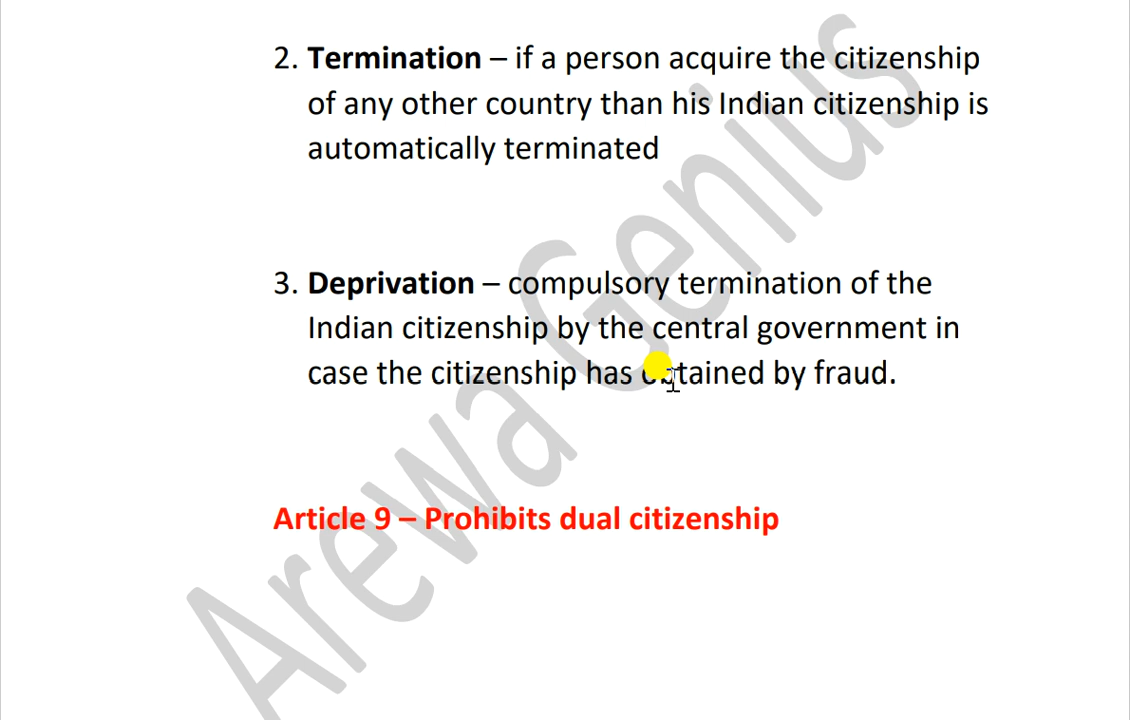 2. Termination – if a person acquire the citizenship
of any other country than his Indian citizenship is
automatically terminated
3. Deprivation – compulsory termination of the
Indian citizenship by the central government in
case the citizenship has obtained by fraud.
Article 9 – Prohibits dual citizenship
Arewa Genius